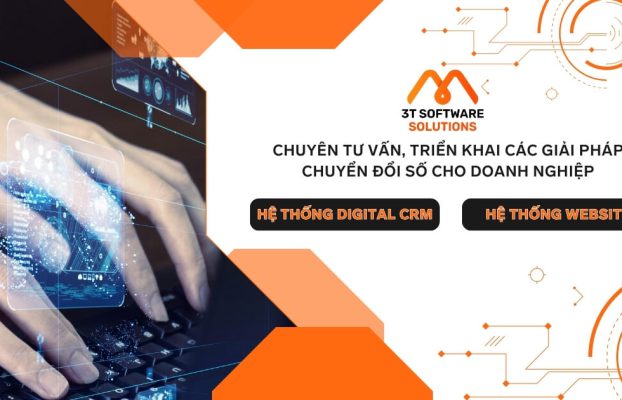 3T SOFTWARE
SOLUTIONS
CHUYÊN TƯ VẤN, TRIỂN KHAI CÁC GIẢI PHÁP
CHUYỂN ĐỔI SỐ CHO DOANH NGHIỆP
HỆ THỐNG DIGITAL CRM
HỆ THỐNG WEBSIT